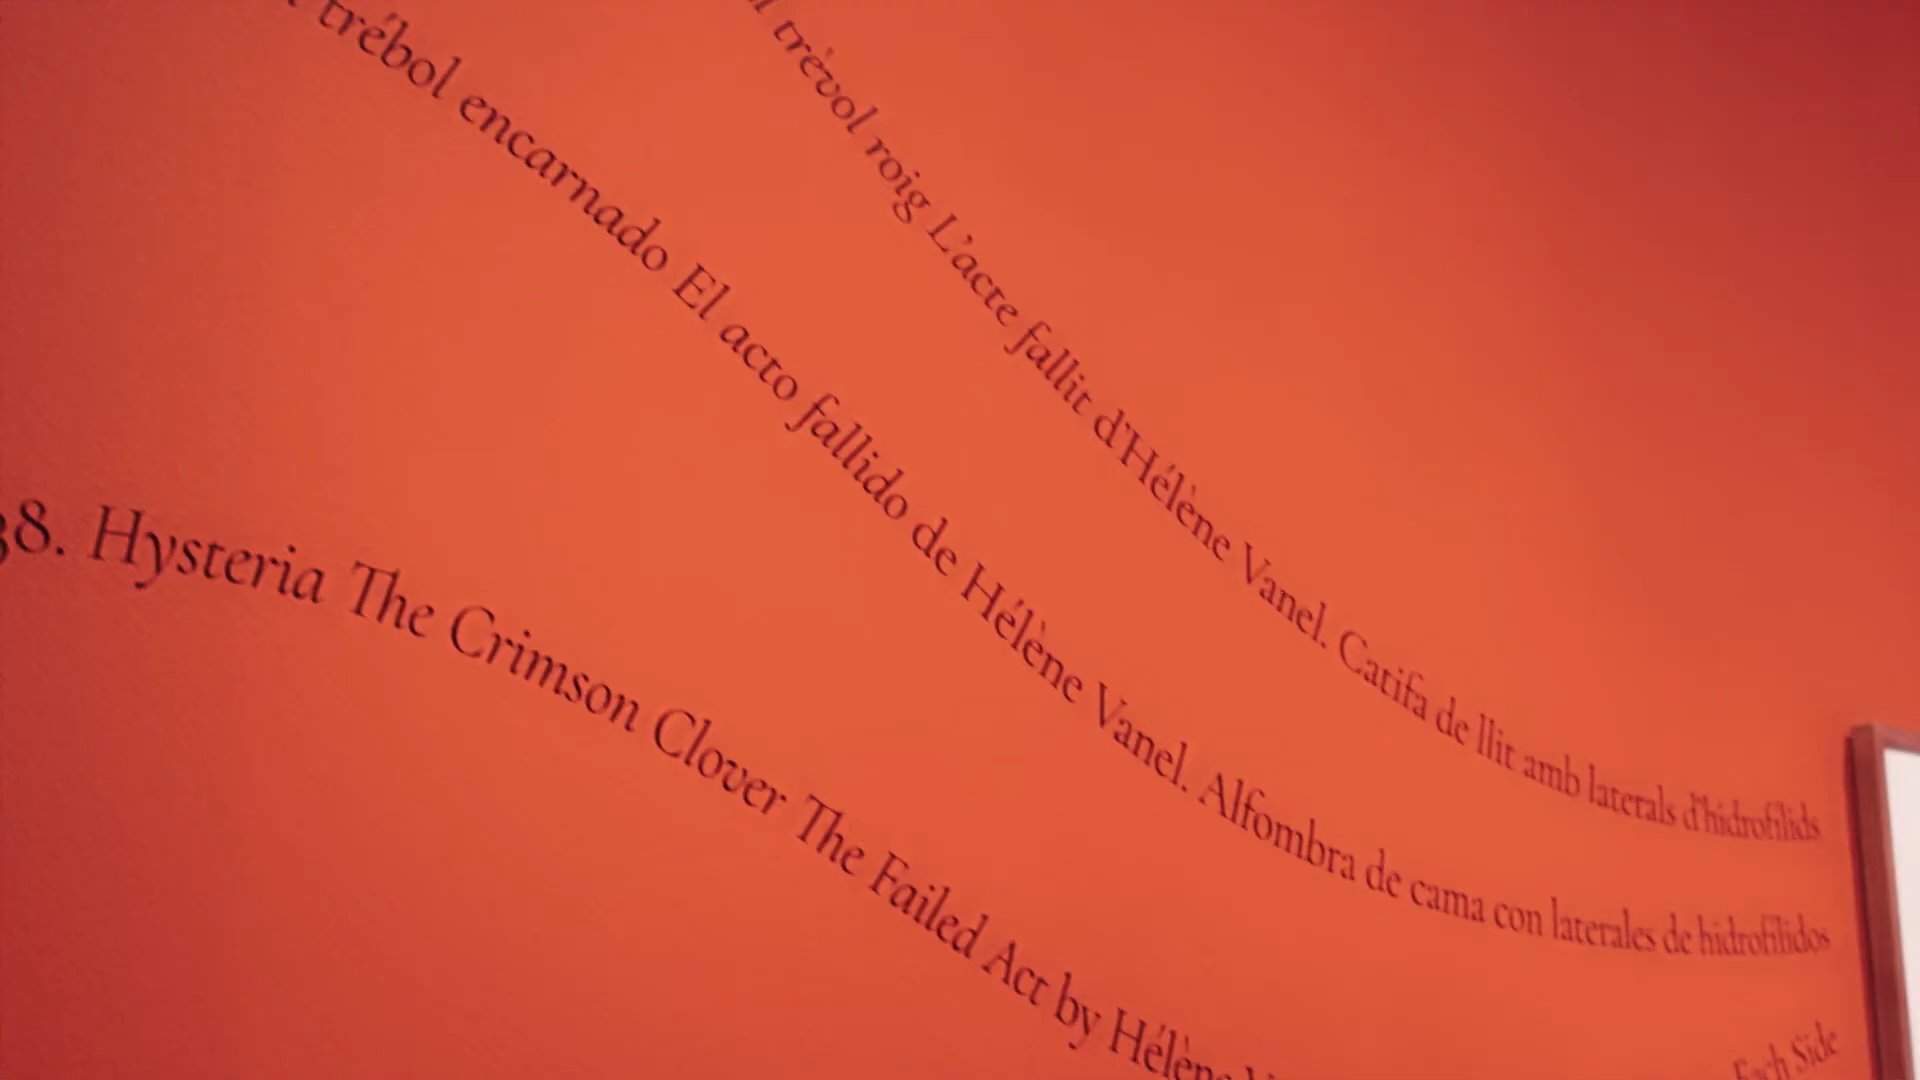 trèvol roig L'acte fallit d'Hélène Vanel. Catifa de llit amb laterals d'hidrofílids
trébol encarnado El acto fallido de Hélène Vanel. Alfombra de cama con laterales de hidrofílidos
38. Hysteria The Crimson Clover The Failed Act by Hélène
Each Side